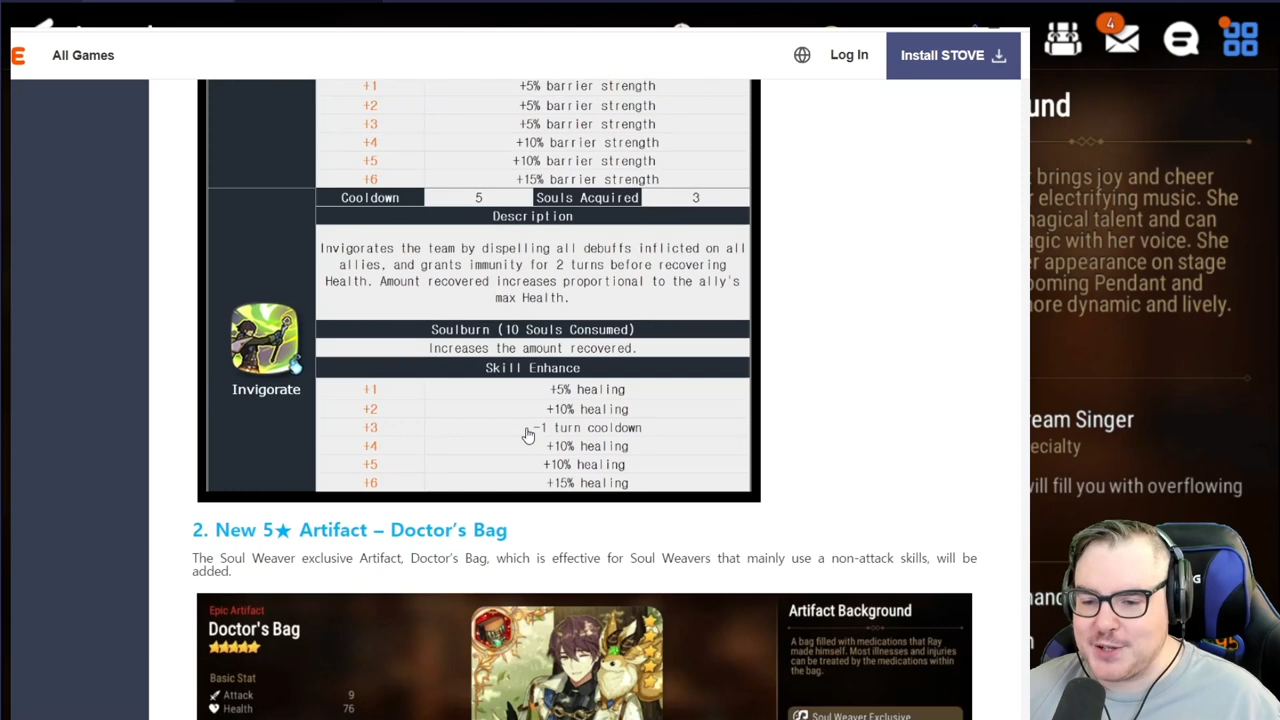 E
All Games
Log In
Install STOVE
4
+1 +5% barrier strength
+2 +5% barrier strength
+3 +5% barrier strength
+4 +10% barrier strength
+5 +10% barrier strength
+6 +15% barrier strength
Cooldown 5 Souls Acquired 3
Description
Invigorates the team by dispelling all debuffs inflicted on all
allies, and grants immunity for 2 turns before recovering
Health. Amount recovered increases proportional to the ally's
max Health.
Soulburn (10 Souls Consumed)
Increases the amount recovered.
Skill Enhance
Invigorate
+1 +5% healing
+2 +10% healing
+3 -1 turn cooldown
+4 +10% healing
+5 +10% healing
+6 +15% healing
2. New 5★ Artifact – Doctor's Bag
The Soul Weaver exclusive Artifact, Doctor's Bag, which is effective for Soul Weavers that mainly use a non-attack skills, will be
added.
Epic Artifact
Doctor's Bag
Basic Stat
Attack 9
Health 76
Artifact Background
A bag filled with medications that Ray
made himself. Most illnesses and injuries
can be treated by the medications within
the bag.
Soul Weaver Exclusive
und
brings joy and cheer
electrifying music. She
agical talent and can
agic with her voice. She
er appearance on stage
oming Pendant and
ore dynamic and lively.
eam Singer
ecialty
will fill you with overflowing
G